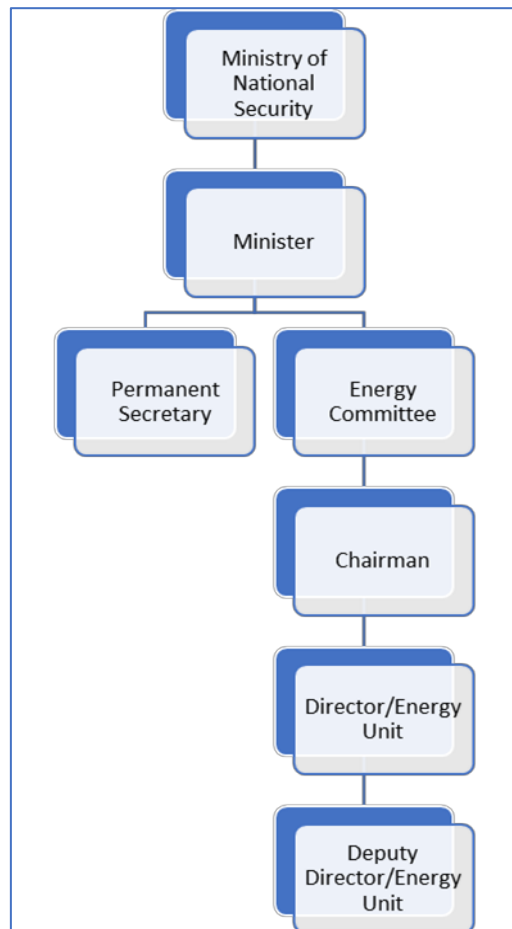 Ministry of
National
Security
Minister
Permanent
Secretary
Energy
Committee
Chairman
Director/Energy
Unit
Deputy
Director/Energy
Unit